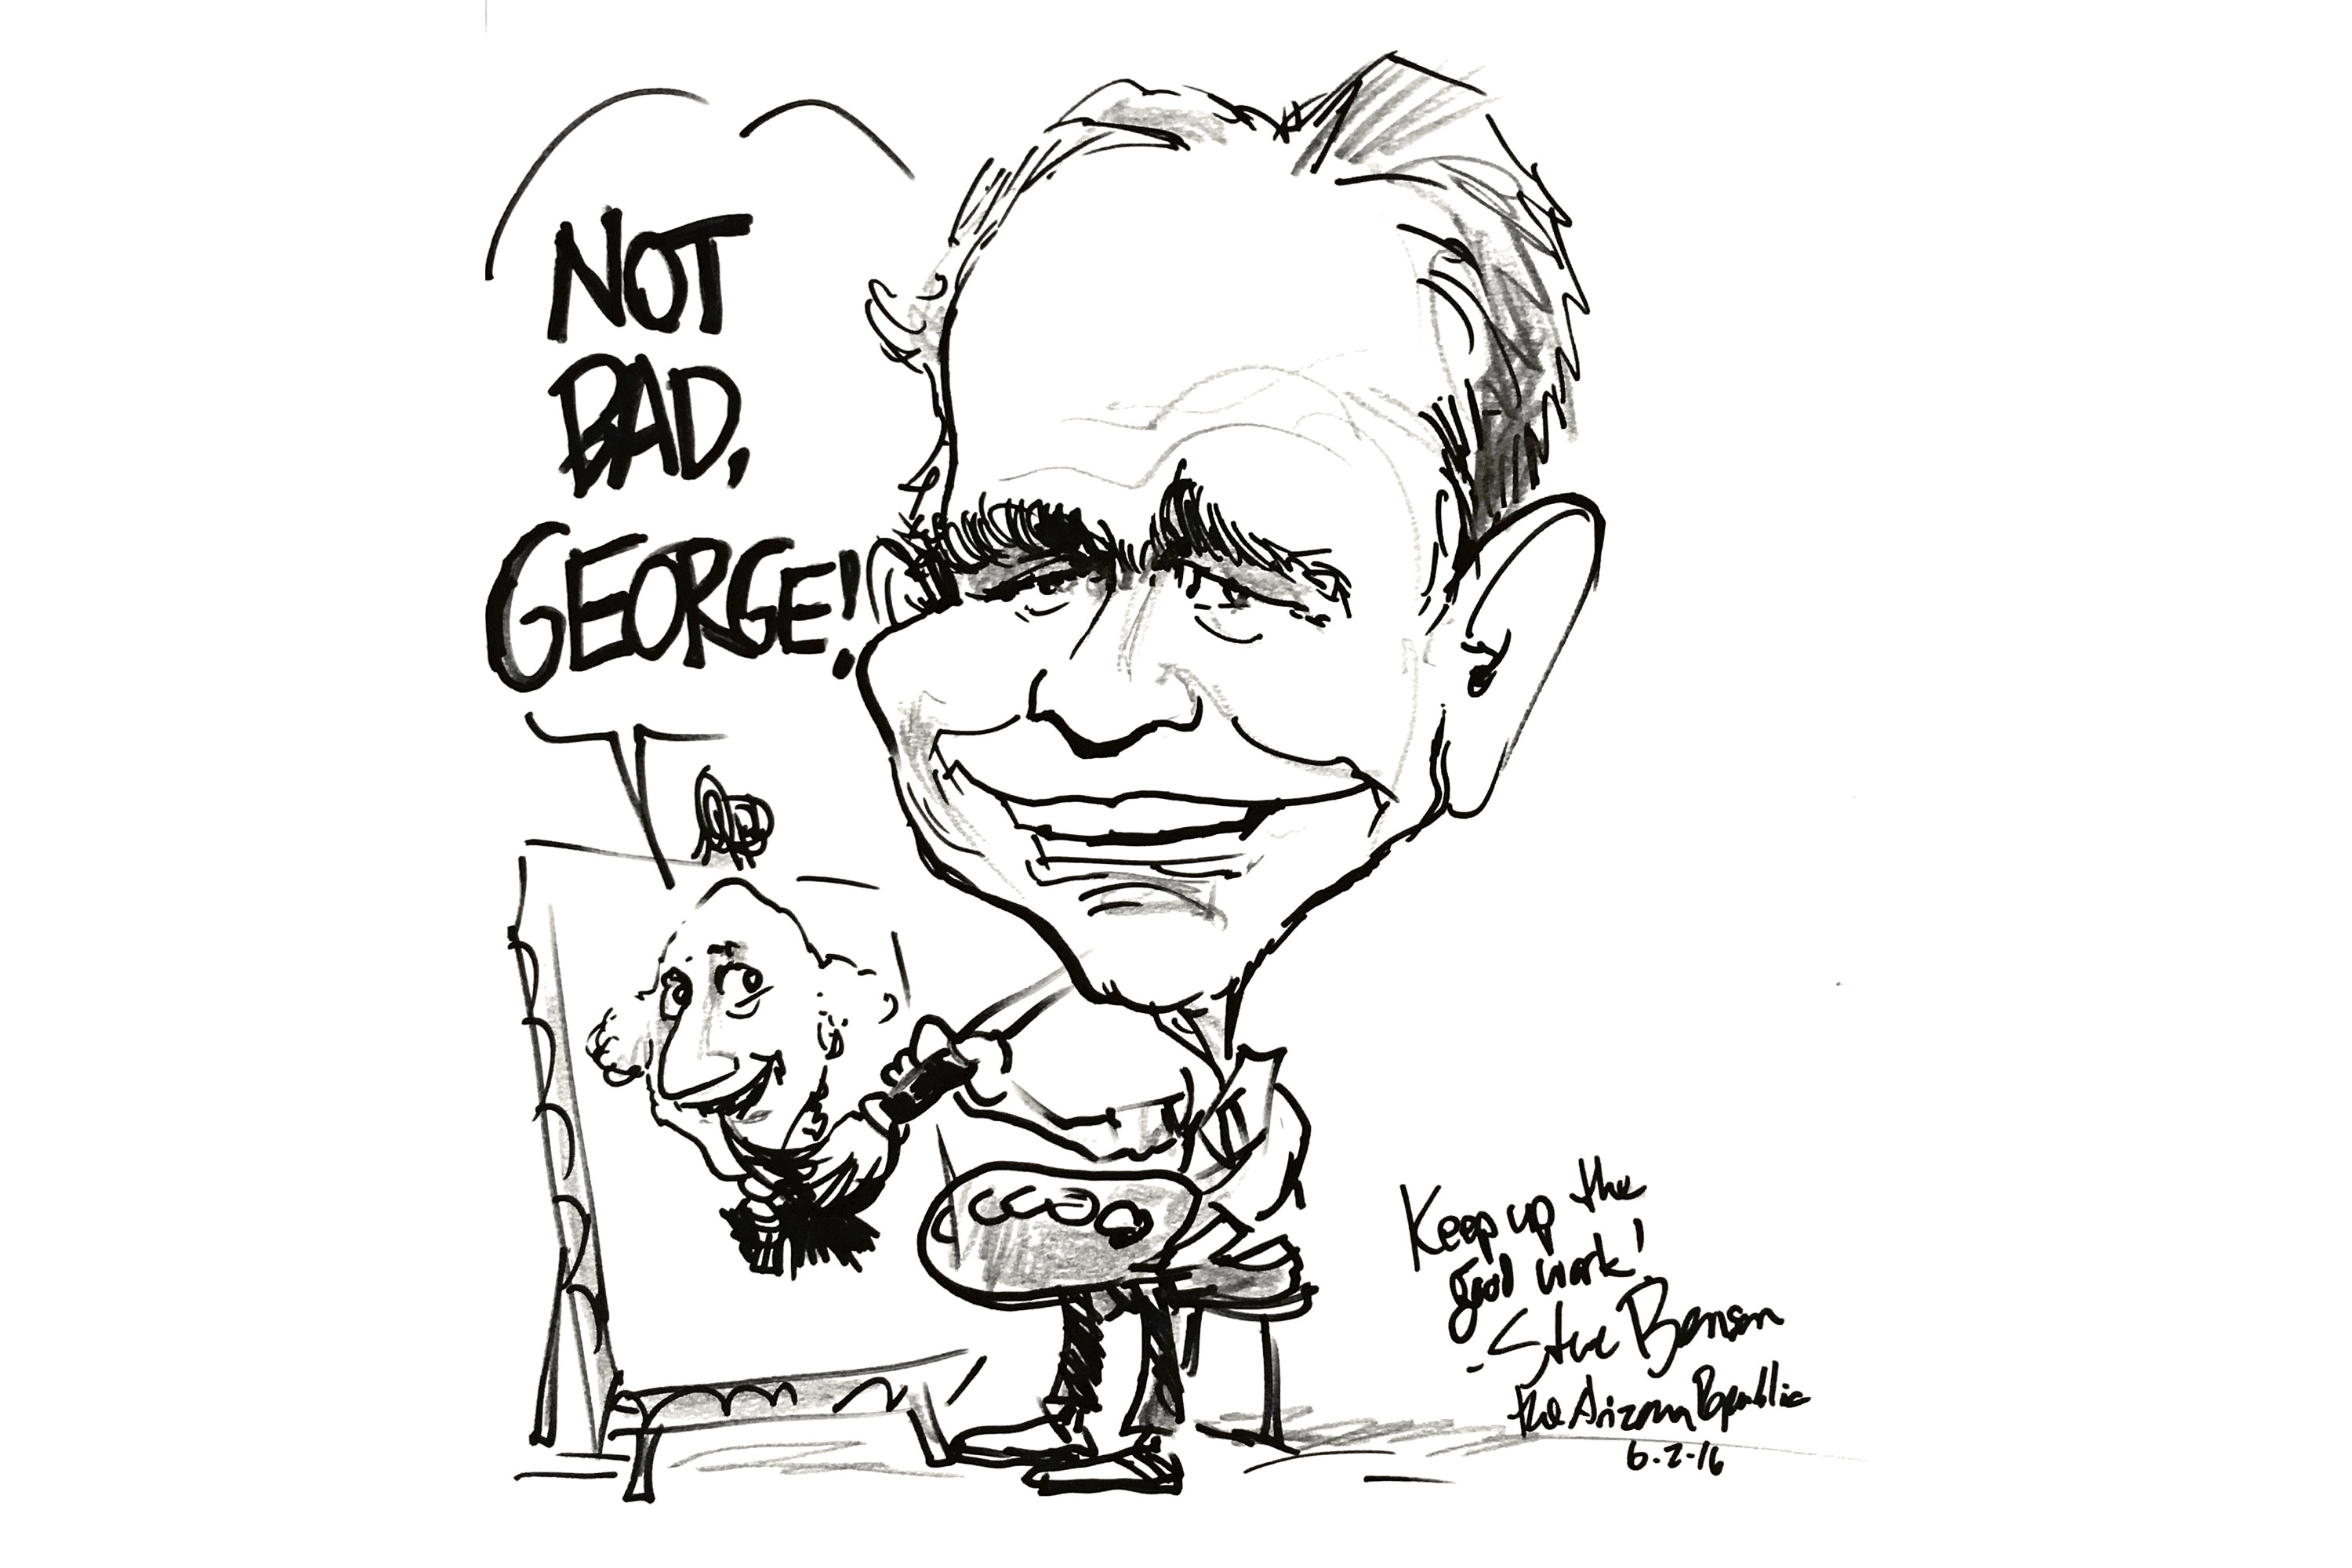 NOT
BAD,
GEORGE!
Keep up the
good work!
-Steve Benson
the Arizona Republic
6-2-16